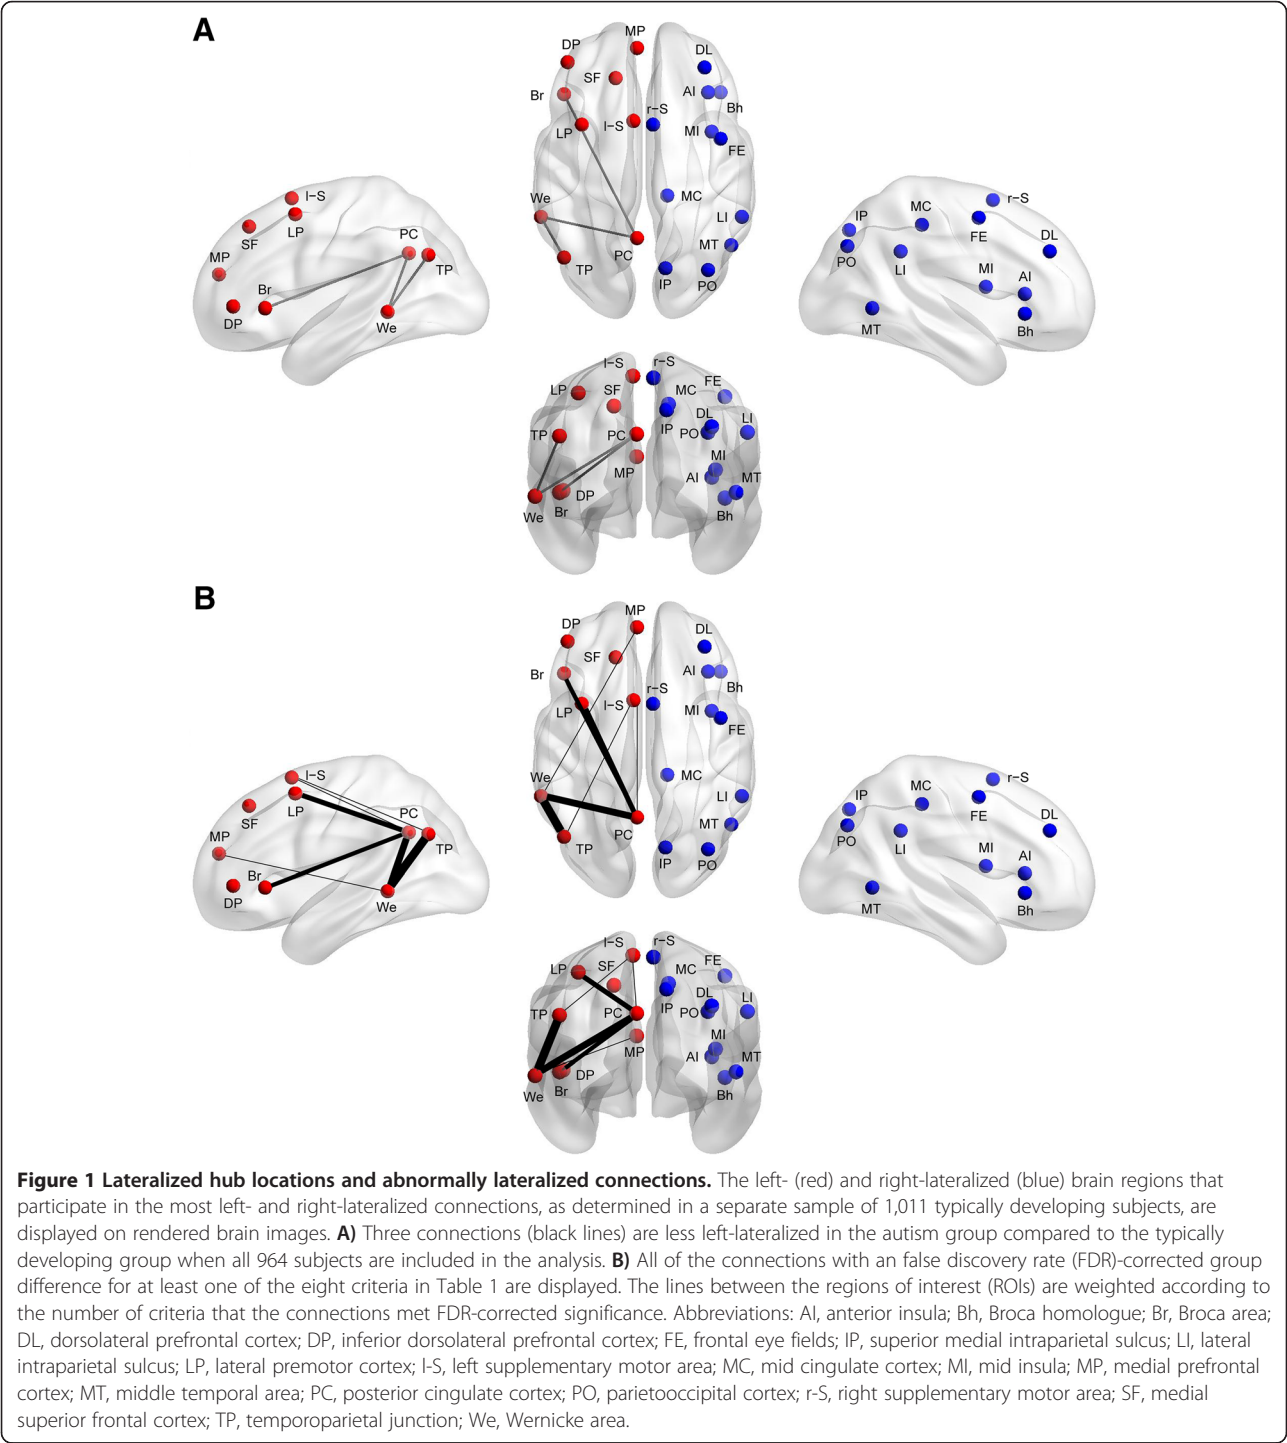 A
MP
DP
DL
SF
AI
Br
Bh
r−S
l−S
LP
MI
FE
We
MC
LI
PC
MT
TP
IP
PO
l−S
LP
SF
PC
MP
TP
Br
DP
We
r−S
MC
IP
FE
DL
PO
LI
MI
AI
MT
Bh
l−S
r−S
LP
SF
MC
FE
DL
LI
IP
TP
PC
PO
MI
MP
AI
MT
DP
We
Br
Bh
B
MP
DP
DL
SF
AI
Br
Bh
r−S
l−S
LP
MI
FE
We
MC
LI
PC
MT
TP
IP
PO
l−S
LP
SF
PC
MP
TP
Br
DP
We
r−S
MC
IP
FE
DL
PO
LI
MI
AI
MT
Bh
l−S
r−S
LP
SF
MC
FE
DL
LI
IP
TP
PC
PO
MI
MP
AI
MT
DP
We
Br
Bh
Figure 1 Lateralized hub locations and abnormally lateralized connections. The left- (red) and right-lateralized (blue) brain regions that
participate in the most left- and right-lateralized connections, as determined in a separate sample of 1,011 typically developing subjects, are
displayed on rendered brain images. A) Three connections (black lines) are less left-lateralized in the autism group compared to the typically
developing group when all 964 subjects are included in the analysis. B) All of the connections with an false discovery rate (FDR)-corrected group
difference for at least one of the eight criteria in Table 1 are displayed. The lines between the regions of interest (ROIs) are weighted according to
the number of criteria that the connections met FDR-corrected significance. Abbreviations: AI, anterior insula; Bh, Broca homologue; Br, Broca area;
DL, dorsolateral prefrontal cortex; DP, inferior dorsolateral prefrontal cortex; FE, frontal eye fields; IP, superior medial intraparietal sulcus; LI, lateral
intraparietal sulcus; LP, lateral premotor cortex; l-S, left supplementary motor area; MC, mid cingulate cortex; MI, mid insula; MP, medial prefrontal
cortex; MT, middle temporal area; PC, posterior cingulate cortex; PO, parietooccipital cortex; r-S, right supplementary motor area; SF, medial
superior frontal cortex; TP, temporoparietal junction; We, Wernicke area.